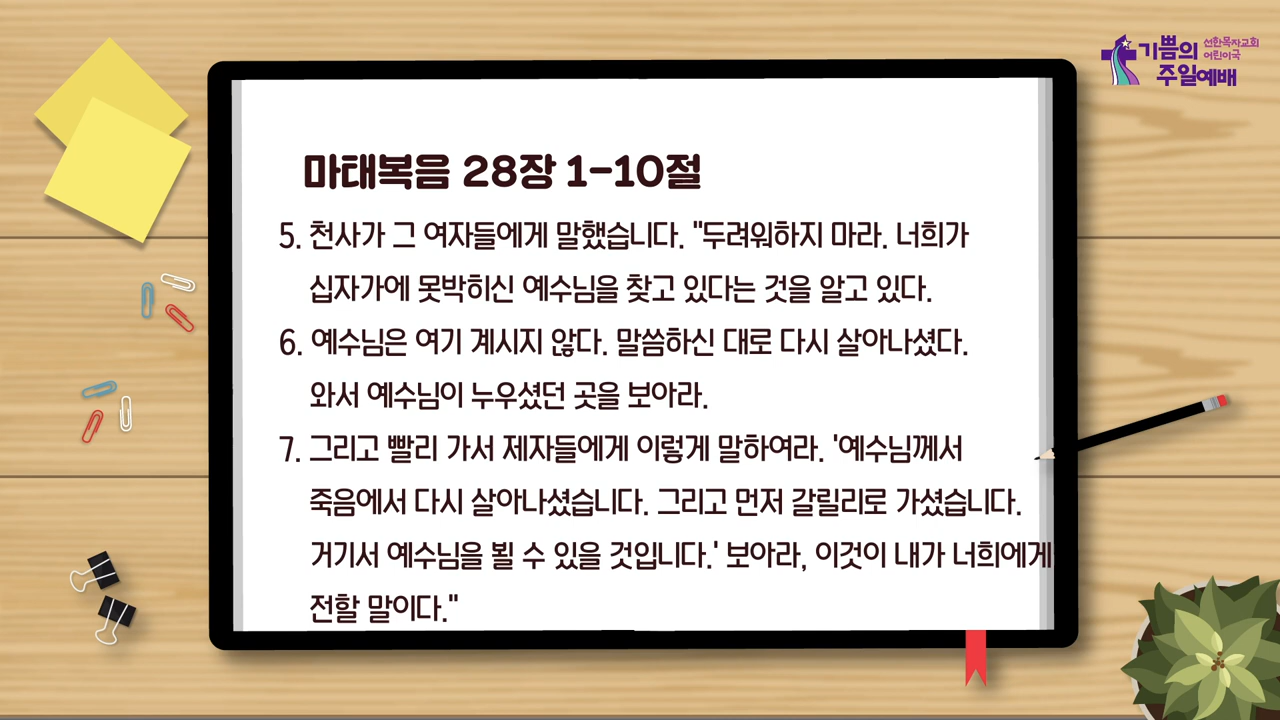 기쁨의 선한목자교회
어린이국
주일예배
마태복음 28장 1-10절
5. 천사가 그 여자들에게 말했습니다. "두려워하지 마라. 너희가
십자가에 못박히신 예수님을 찾고 있다는 것을 알고 있다.
6. 예수님은 여기 계시지 않다. 말씀하신 대로 다시 살아나셨다.
와서 예수님이 누우셨던 곳을 보아라.
7. 그리고 빨리 가서 제자들에게 이렇게 말하여라. '예수님께서
죽음에서 다시 살아나셨습니다. 그리고 먼저 갈릴리로 가셨습니다.
거기서 예수님을 뵐 수 있을 것입니다.' 보아라, 이것이 내가 너희에게
전할 말이다."